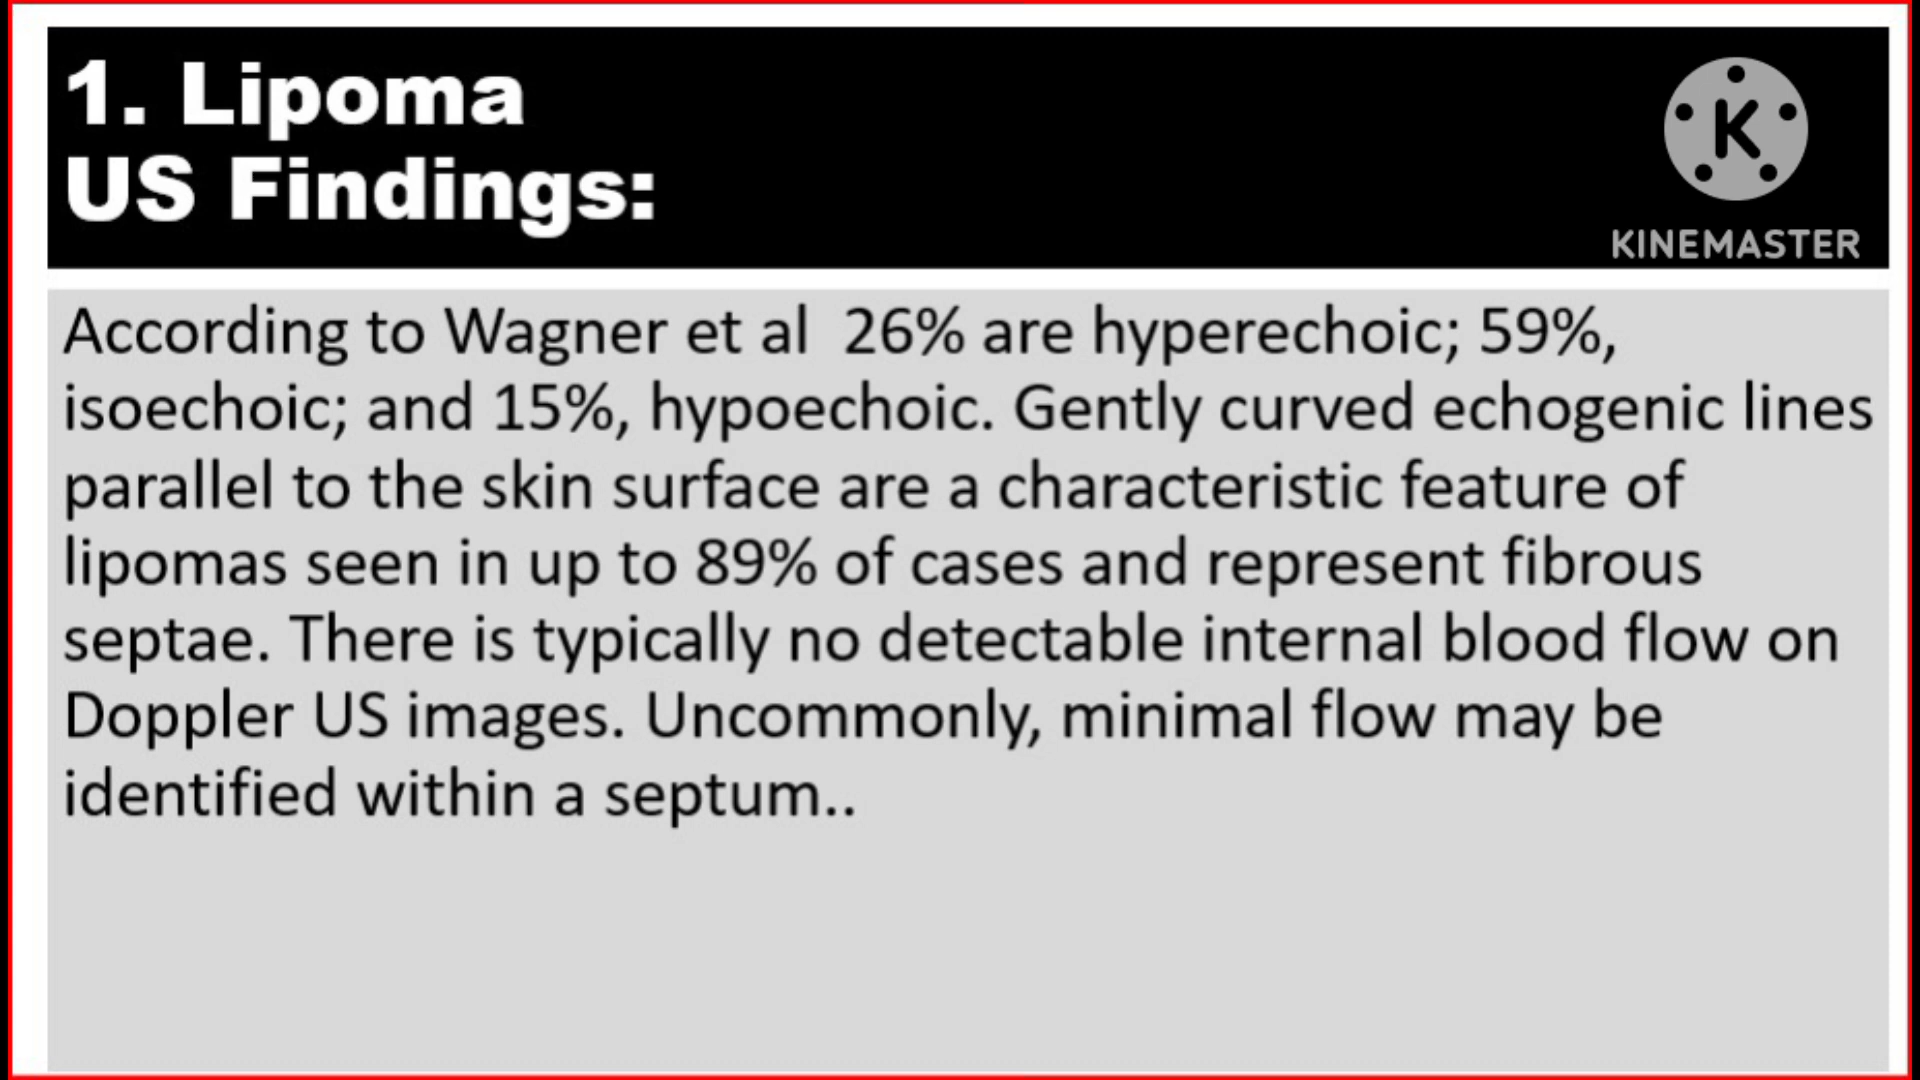 1. Lipoma
US Findings:
K
KINEMASTER
According to Wagner et al  26% are hyperechoic; 59%,
isoechoic; and 15%, hypoechoic. Gently curved echogenic lines
parallel to the skin surface are a characteristic feature of
lipomas seen in up to 89% of cases and represent fibrous
septae. There is typically no detectable internal blood flow on
Doppler US images. Uncommonly, minimal flow may be
identified within a septum..